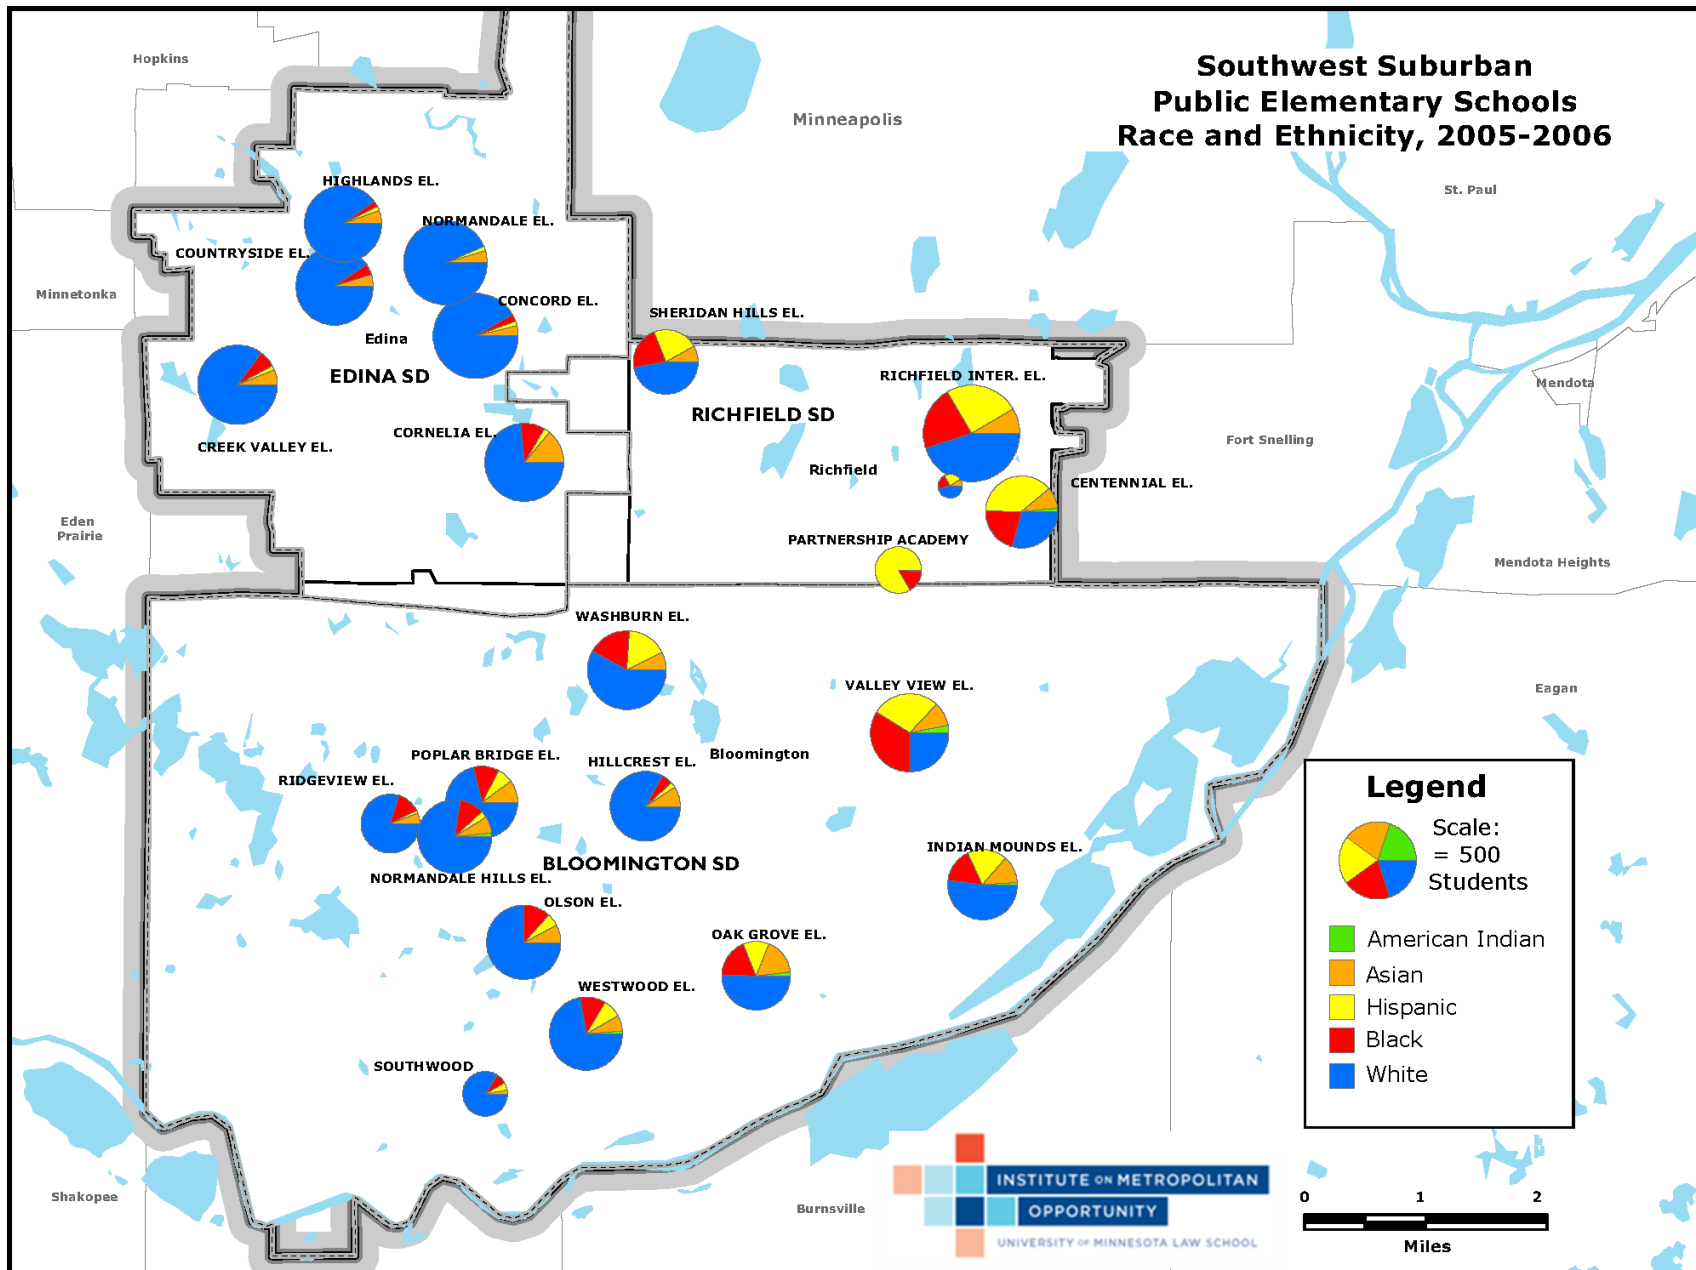 Southwest Suburban
Public Elementary Schools
Race and Ethnicity, 2005-2006
Hopkins
Minneapolis
St. Paul
HIGHLANDS EL.
NORMANDALE EL.
COUNTRYSIDE EL.
Minnetonka
CONCORD EL.
SHERIDAN HILLS EL.
Edina
EDINA SD
RICHFIELD INTER. EL.
Mendota
RICHFIELD SD
CORNELIA EL.
CREEK VALLEY EL.
Fort Snelling
Richfield
CENTENNIAL EL.
Eden
Prairie
PARTNERSHIP ACADEMY
Mendota Heights
WASHBURN EL.
VALLEY VIEW EL.
Eagan
POPLAR BRIDGE EL.
HILLCREST EL.
Bloomington
RIDGEVIEW EL.
INDIAN MOUNDS EL.
BLOOMINGTON SD
NORMANDALE HILLS EL.
OLSON EL.
OAK GROVE EL.
WESTWOOD EL.
SOUTHWOOD
Shakopee
Burnsville
Legend
Scale:
= 500
Students
American Indian
Asian
Hispanic
Black
White
INSTITUTE ON METROPOLITAN
OPPORTUNITY
UNIVERSITY OF MINNESOTA LAW SCHOOL
0 1 2
Miles